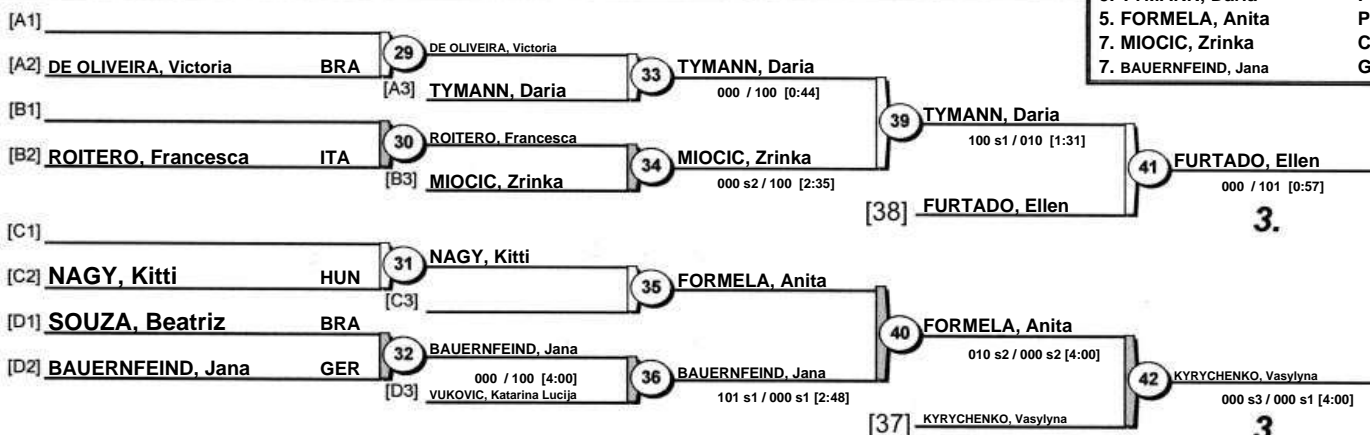 5. FORMELA, Anita P
7. MIOCIC, Zrinka C
7. BAUERNFEIND, Jana G
[A1]
[A2] DE OLIVEIRA, Victoria BRA
29
DE OLIVEIRA, Victoria
[A3] TYMANN, Daria
33
TYMANN, Daria
000 / 100 [0:44]
[B1]
[B2] ROITERO, Francesca ITA
30
ROITERO, Francesca
[B3] MIOCIC, Zrinka
34
MIOCIC, Zrinka
000 s2 / 100 [2:35]
39
TYMANN, Daria
100 s1 / 010 [1:31]
[38] FURTADO, Ellen
41
FURTADO, Ellen
000 / 101 [0:57]
3.
[C1]
[C2] NAGY, Kitti HUN
31
NAGY, Kitti
[C3]
35
FORMELA, Anita
[D1] SOUZA, Beatriz BRA
[D2] BAUERNFEIND, Jana GER
32
BAUERNFEIND, Jana
000 / 100 [4:00]
[D3] VUKOVIC, Katarina Lucija
36
BAUERNFEIND, Jana
101 s1 / 000 s1 [2:48]
40
FORMELA, Anita
010 s2 / 000 s2 [4:00]
[37] KYRYCHENKO, Vasylyna
42
KYRYCHENKO, Vasylyna
000 s3 / 000 s1 [4:00]
3